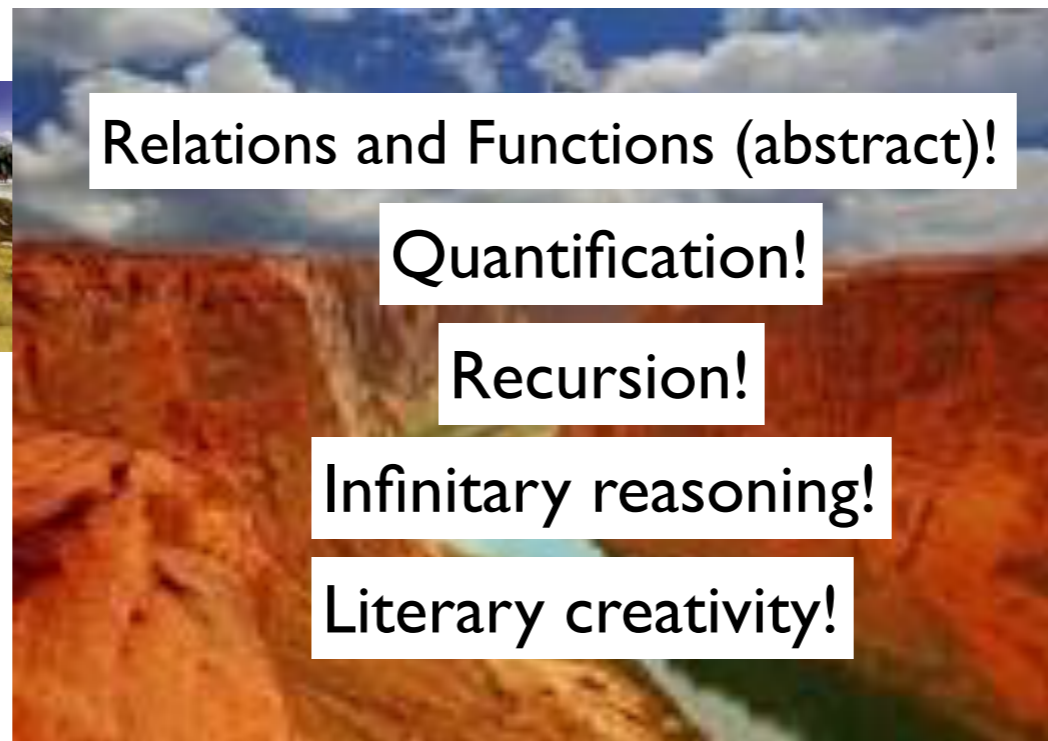 Relations and Functions (abstract)!
Quantification!
Recursion!
Infinitary reasoning!
Literary creativity!